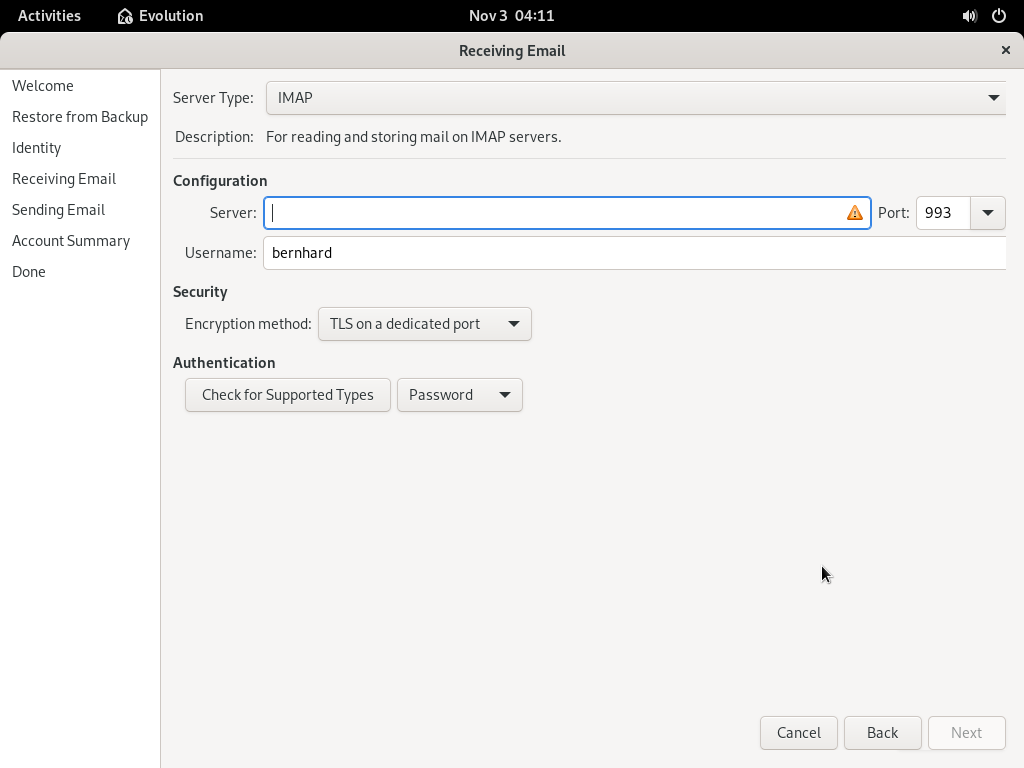 Activities Evolution Nov 3 04:11
Receiving Email
Welcome
Restore from Backup
Identity
Receiving Email
Sending Email
Account Summary
Done
Server Type: IMAP
Description: For reading and storing mail on IMAP servers.
Configuration
Server: Port: 993
Username: bernhard
Security
Encryption method: TLS on a dedicated port
Authentication
Check for Supported Types Password
Cancel Back Next